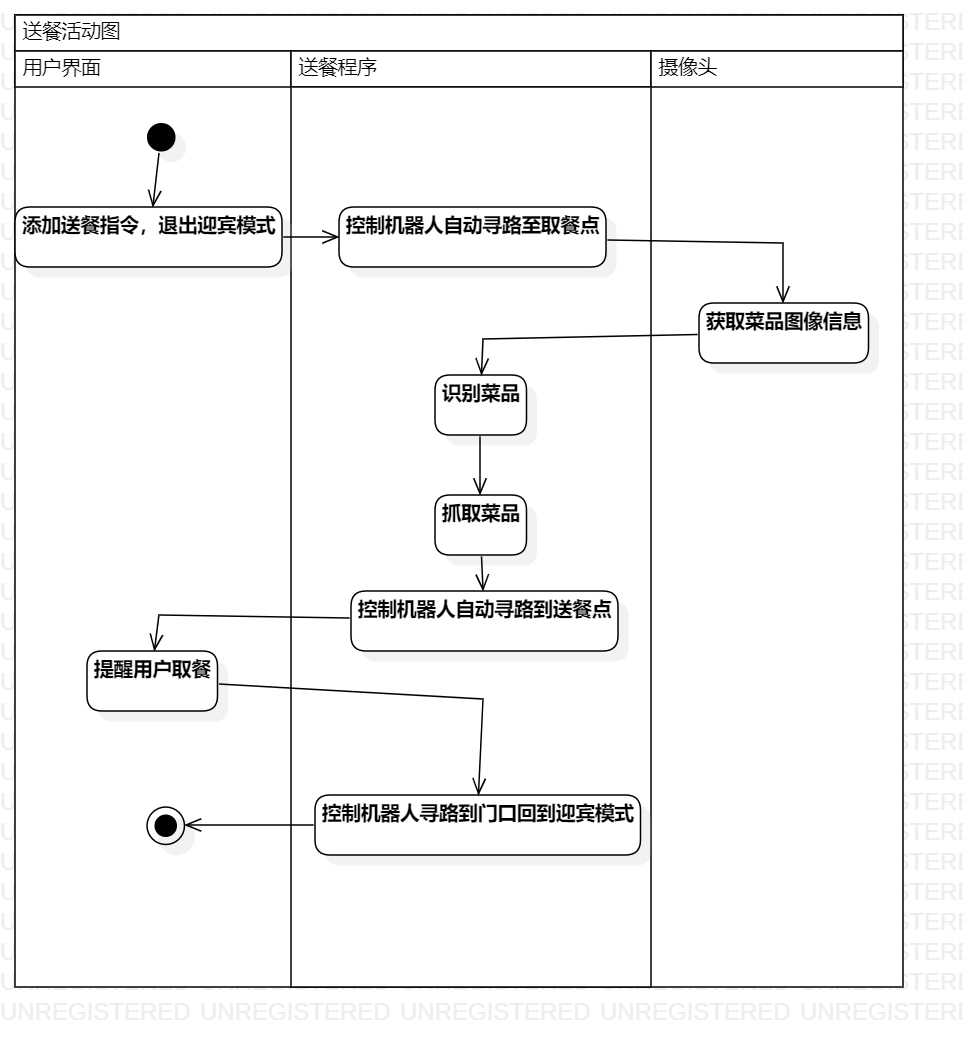 送餐活动图
用户界面
送餐程序
摄像头
添加送餐指令，退出迎宾模式
控制机器人自动寻路至取餐点
获取菜品图像信息
识别菜品
抓取菜品
控制机器人自动寻路到送餐点
提醒用户取餐
控制机器人寻路到门口回到迎宾模式
UNREGISTERED UNREGISTERED UNREGISTERED UNREGISTERED UNREGISTERE